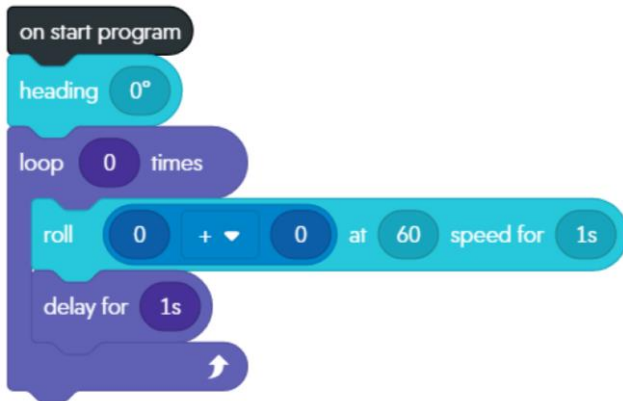 on start program
heading 0°
loop 0 times
roll 0 + 0 at 60 speed for 1s
delay for 1s